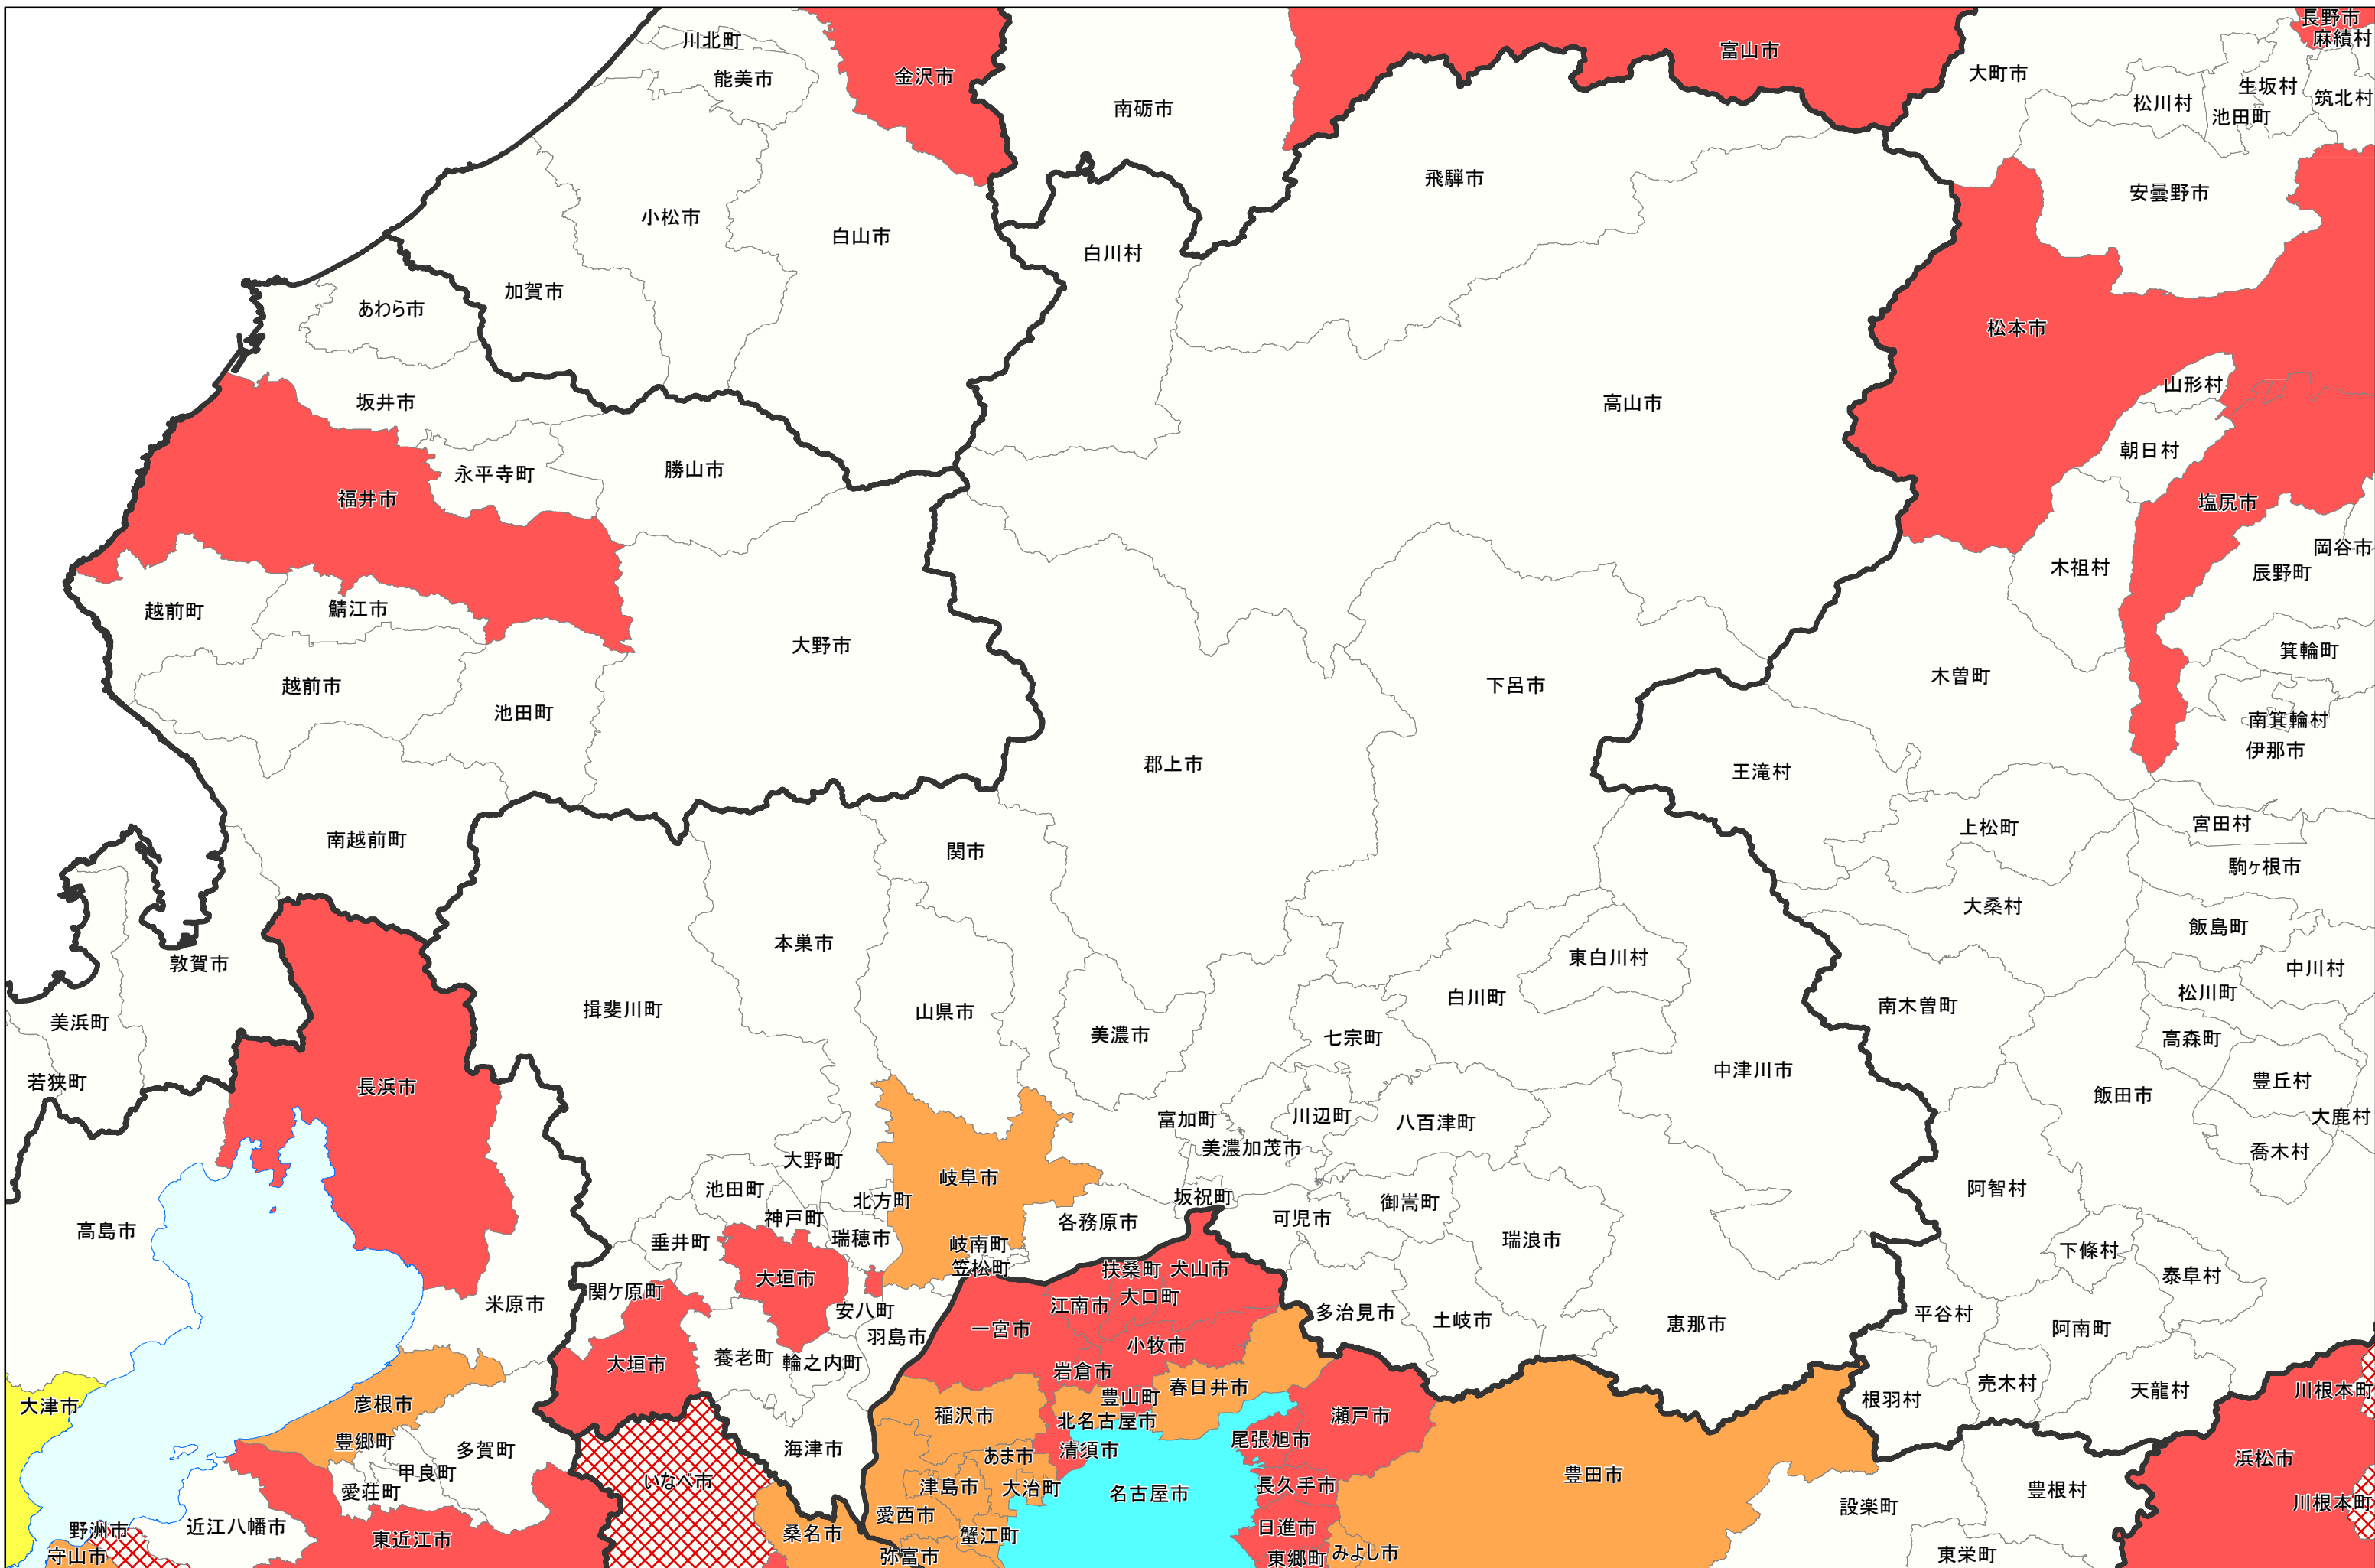 長野市
川北町
麻績村
富山市
大町市
金沢市
能美市
生坂村
筑北村
松川村
南砺市
池田町
飛騨市
安曇野市
小松市
白山市
白川村
加賀市
あわら市
松本市
山形村
坂井市
高山市
朝日村
勝山市
永平寺町
福井市
塩尻市
岡谷市
木祖村
辰野町
越前町
鯖江市
大野市
箕輪町
木曽町
越前市
下呂市
池田町
南箕輪村
伊那市
郡上市
王滝村
宮田村
上松町
南越前町
関市
駒ヶ根市
大桑村
飯島町
本巣市
東白川村
敦賀市
中川村
松川町
白川町
南木曽町
揖斐川町
山県市
美浜町
美濃市
七宗町
高森町
中津川市
若狭町
豊丘村
長浜市
飯田市
川辺町
大鹿村
富加町
八百津町
美濃加茂市
喬木村
大野町
岐阜市
池田町
阿智村
坂祝町
北方町
御嵩町
神戸町
可児市
各務原市
高島市
瑞穂市
瑞浪市
垂井町
岐南町
下條村
笠松町
扶桑町
犬山市
泰阜村
大垣市
関ケ原町
大口町
江南市
米原市
安八町
多治見市
平谷村
土岐市
恵那市
一宮市
阿南町
羽島市
小牧市
養老町
輪之内町
大垣市
岩倉市
売木村
春日井市
川根本町
天龍村
豊山町
根羽村
彦根市
大津市
稲沢市
瀬戸市
北名古屋市
豊郷町
尾張旭市
海津市
多賀町
清須市
あま市
浜松市
甲良町
豊田市
いなべ市
長久手市
津島市
大治町
豊根村
愛荘町
名古屋市
川根本町
設楽町
愛西市
近江八幡市
日進市
野洲市
桑名市
蟹江町
東近江市
みよし市
東栄町
守山市
弥富市
東郷町